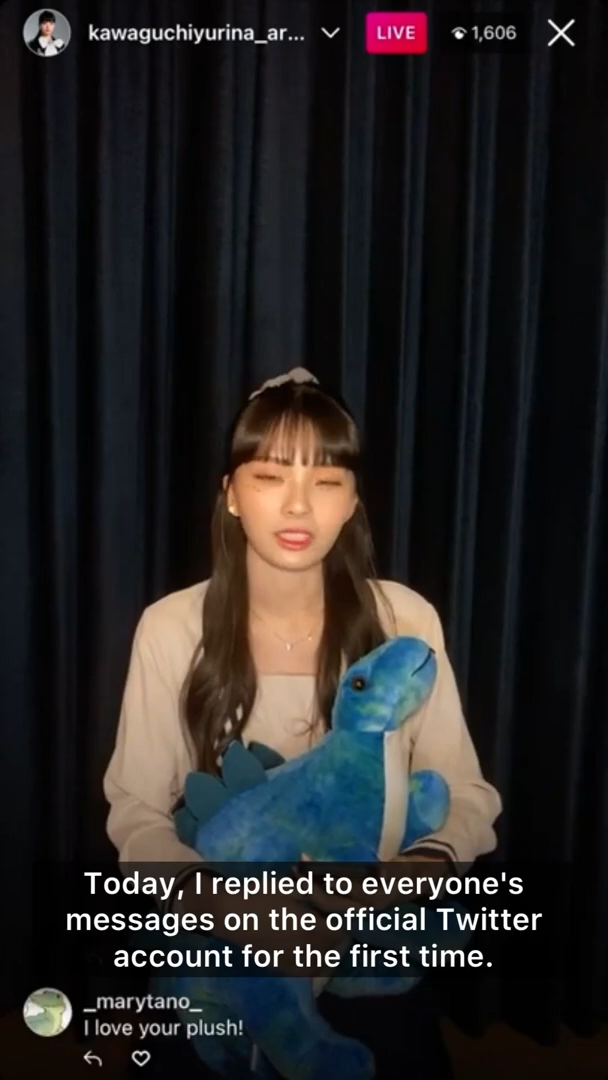 kawaguchiyurina_ar...
LIVE
1,606
Today, I replied to everyone's
messages on the official Twitter
account for the first time.
_marytano_
I love your plush!